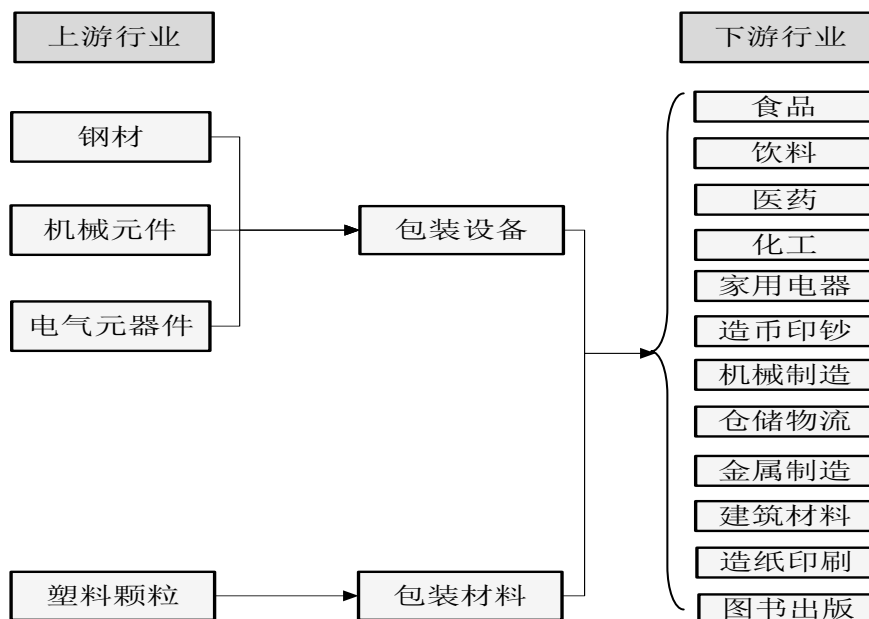 上游行业
下游行业
钢材
机械元件
电气元器件
塑料颗粒
包装设备
包装材料
食品
饮料
医药
化工
家用电器
造币印钞
机械制造
仓储物流
金属制造
建筑材料
造纸印刷
图书出版